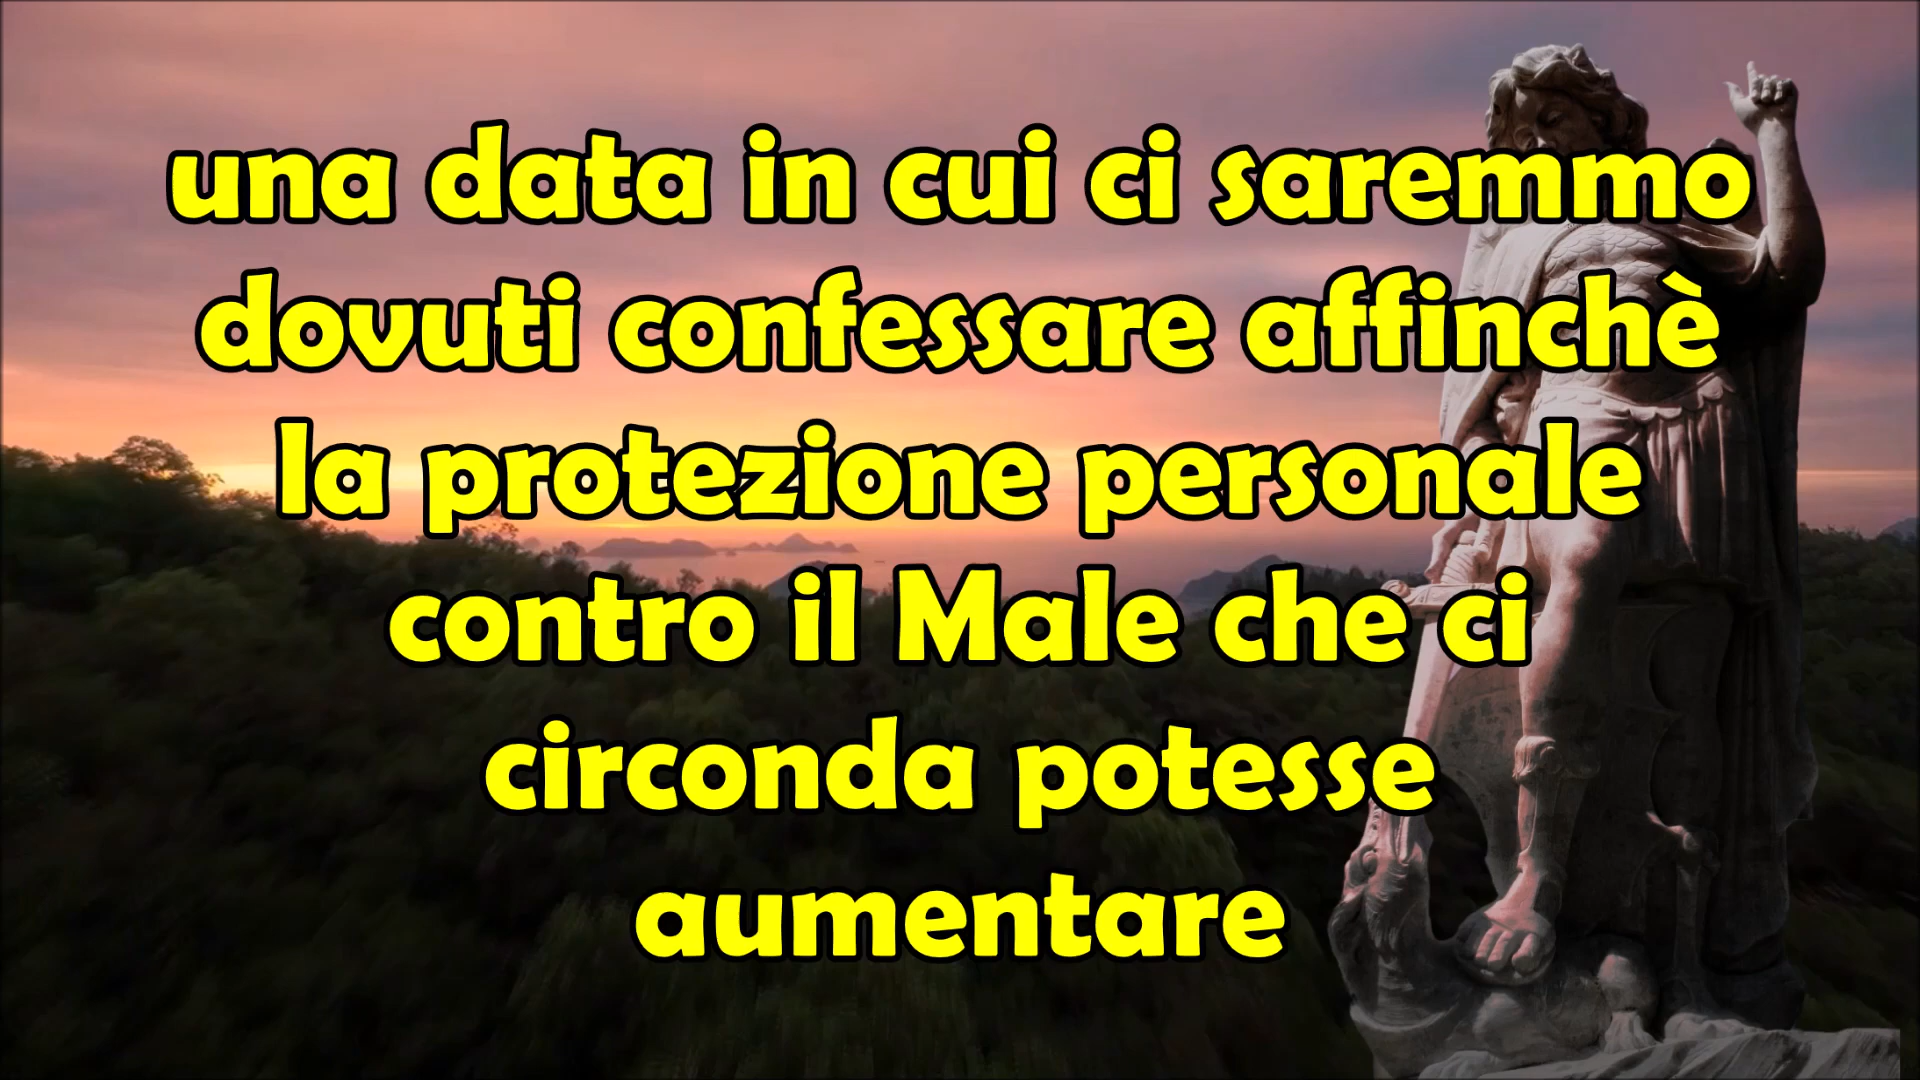 una data in cui ci saremmo
dovuti confessare affinchè
la protezione personale
contro il Male che ci
circonda potesse
aumentare